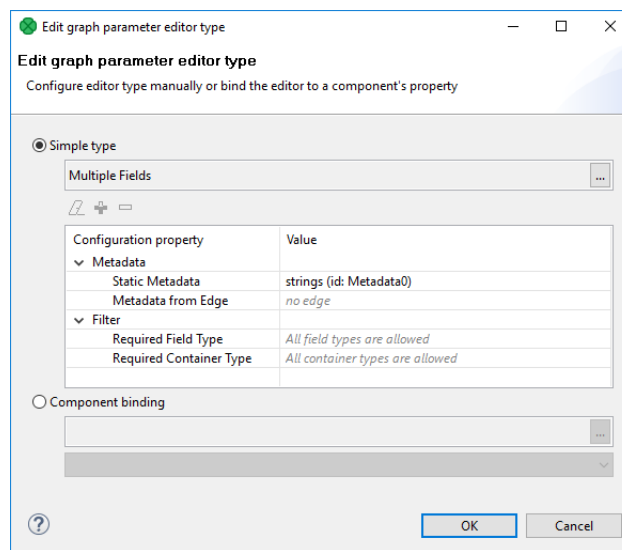 Edit graph parameter editor type
Edit graph parameter editor type
Configure editor type manually or bind the editor to a component's property
Simple type
Multiple Fields
...
Configuration property Value
Metadata
Static Metadata strings (id: Metadata0)
Metadata from Edge no edge
Filter
Required Field Type All field types are allowed
Required Container Type All container types are allowed
Component binding
...
? OK Cancel